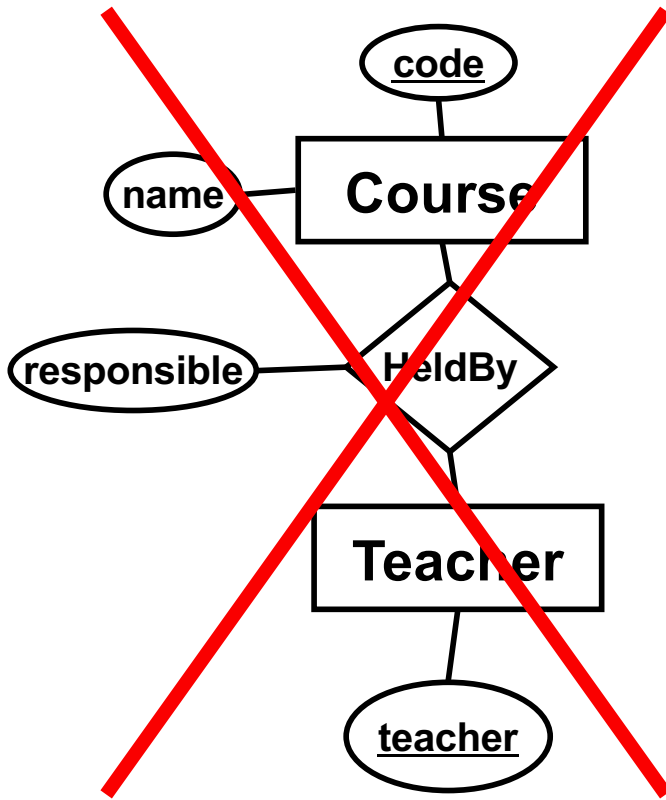 code
Course
name
HeldBy
responsible
Teacher
teacher